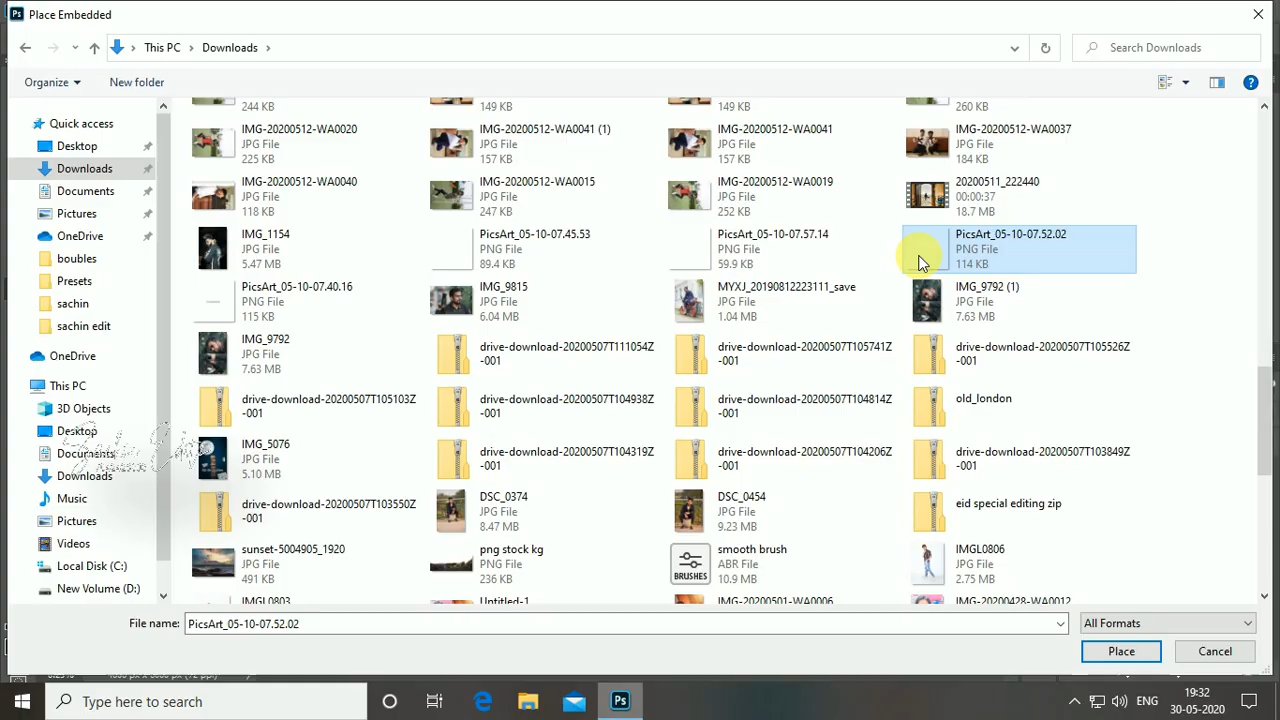 Place Embedded
This PC
Downloads
Search Downloads
Organize
New folder
244 KB
149 KB
149 KB
260 KB
IMG-20200512-WA0020
JPG File
225 KB
IMG-20200512-WA0041 (1)
JPG File
157 KB
IMG-20200512-WA0041
JPG File
157 KB
IMG-20200512-WA0037
JPG File
184 KB
IMG-20200512-WA0040
JPG File
118 KB
IMG-20200512-WA0015
JPG File
247 KB
IMG-20200512-WA0019
JPG File
252 KB
20200511_222440
00:00:37
18.7 MB
IMG_1154
JPG File
5.47 MB
PicsArt_05-10-07.45.53
PNG File
89.4 KB
PicsArt_05-10-07.57.14
PNG File
59.9 KB
PicsArt_05-10-07.52.02
PNG File
114 KB
PicsArt_05-10-07.40.16
PNG File
115 KB
IMG_9815
JPG File
6.04 MB
MYXJ_20190812223111_save
JPG File
1.04 MB
IMG_9792 (1)
JPG File
7.63 MB
IMG_9792
JPG File
7.63 MB
drive-download-20200507T111054Z
-001
drive-download-20200507T105741Z
-001
drive-download-20200507T105526Z
-001
drive-download-20200507T105103Z
-001
drive-download-20200507T104938Z
-001
drive-download-20200507T104814Z
-001
old_london
IMG_5076
JPG File
5.10 MB
drive-download-20200507T104319Z
-001
drive-download-20200507T104206Z
-001
drive-download-20200507T103849Z
-001
drive-download-20200507T103550Z
-001
DSC_0374
JPG File
8.47 MB
DSC_0454
JPG File
9.23 MB
eid special editing zip
sunset-5004905_1920
JPG File
491 KB
png stock kg
PNG File
236 KB
BRUSHES
smooth brush
ABR File
10.9 MB
IMGL0806
JPG File
2.75 MB
IMGL0803
Untitled-1
IMG-20200501-WA0006
IMG-20200428-WA0012
Quick access
Desktop
Downloads
Documents
Pictures
OneDrive
boubles
Presets
sachin
sachin edit
OneDrive
This PC
3D Objects
Desktop
Documents
Downloads
Music
Pictures
Videos
Local Disk (C:)
New Volume (D:)
File name:
PicsArt_05-10-07.52.02
All Formats
Place
Cancel
Type here to search
Ps
ENG
19:32
30-05-2020